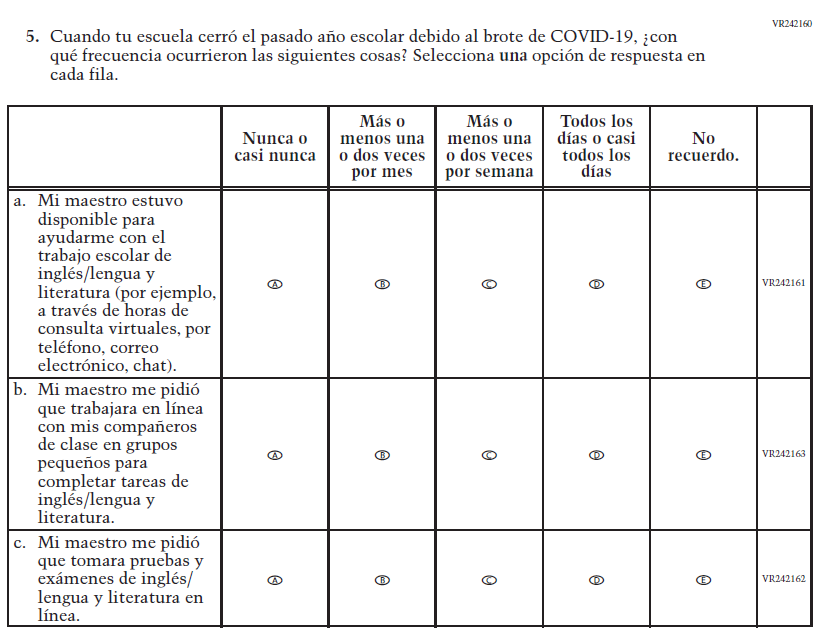 VR242160
5. Cuando tu escuela cerró el pasado año escolar debido al brote de COVID-19, ¿con
qué frecuencia ocurrieron las siguientes cosas? Selecciona una opción de respuesta en
cada fila.
Nunca o
casi nunca
Más o
menos una
o dos veces
por mes
Más o
menos una
o dos veces
por semana
Todos los
días o casi
todos los
días
No
recuerdo.
a. Mi maestro estuvo
disponible para
ayudarme con el
trabajo escolar de
inglés/lengua y
literatura (por ejemplo,
a través de horas de
consulta virtuales, por
teléfono, correo
electrónico, chat).
A B C D E VR242161
b. Mi maestro me pidió
que trabajara en línea
con mis compañeros
de clase en grupos
pequeños para
completar tareas de
inglés/lengua y
literatura.
A B C D E VR242163
c. Mi maestro me pidió
que tomara pruebas y
exámenes de inglés/
lengua y literatura en
línea.
A B C D E VR242162